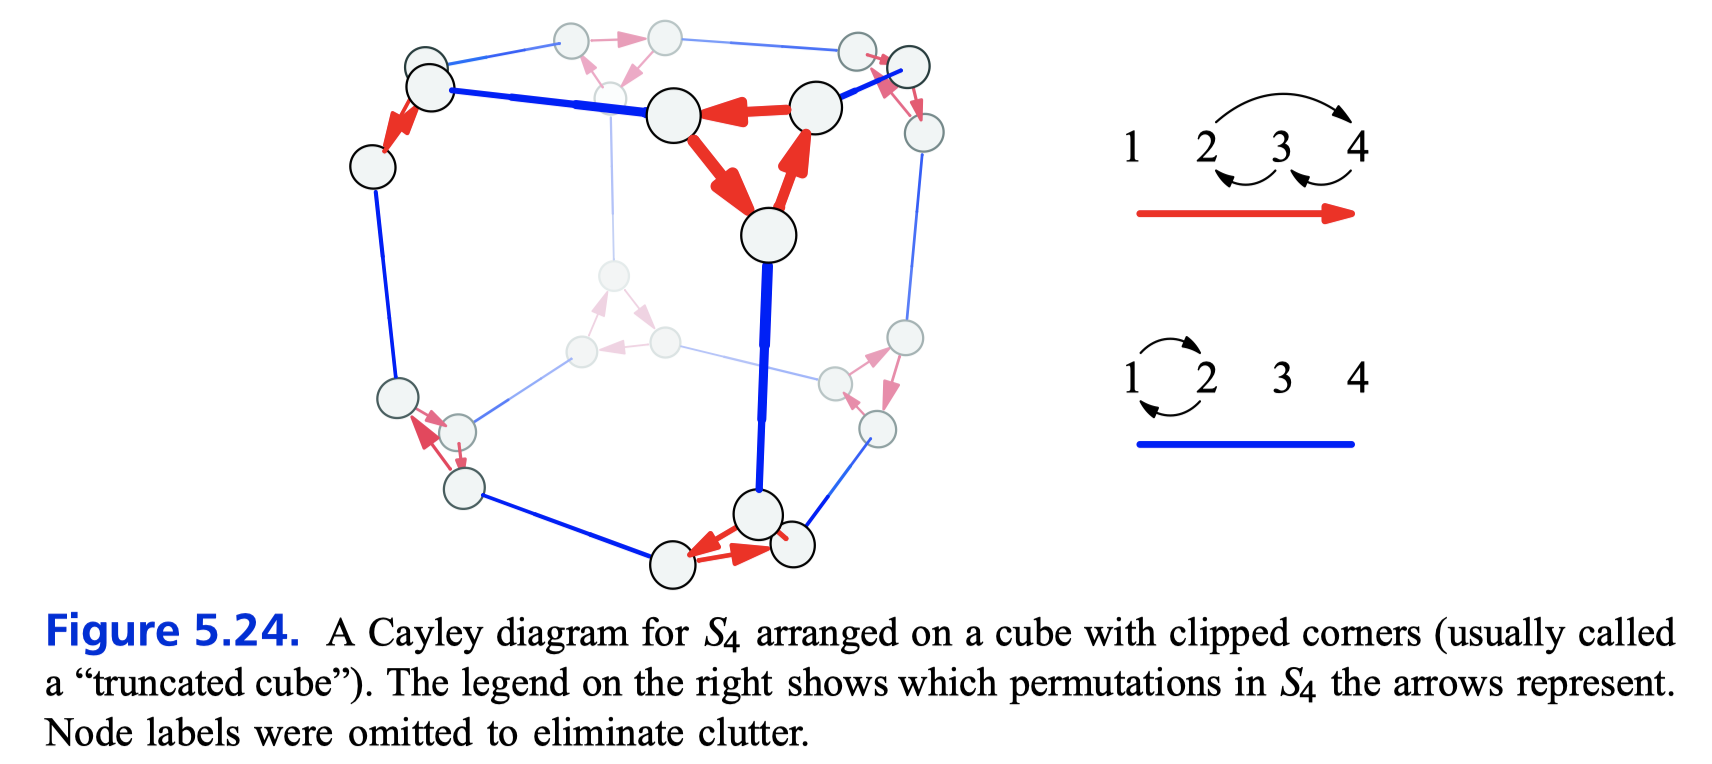 1 2 3 4
1 2 3 4
Figure 5.24. A Cayley diagram for S4 arranged on a cube with clipped corners (usually called
a “truncated cube”). The legend on the right shows which permutations in S4 the arrows represent.
Node labels were omitted to eliminate clutter.